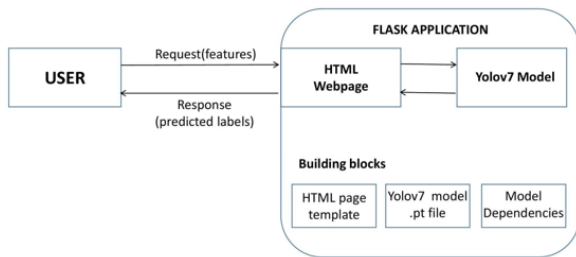 FLASK APPLICATION
Request(features)
USER
HTML
Webpage
Yolov7 Model
Response
(predicted labels)
Building blocks
HTML page
template
Yolov7 model
.pt file
Model
Dependencies